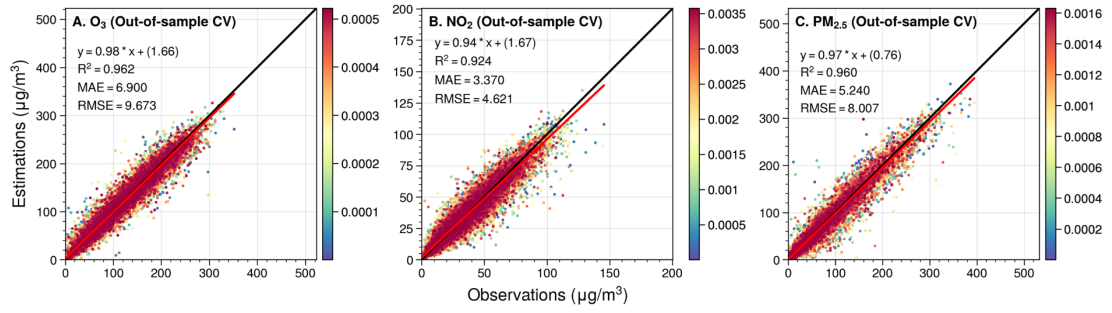 Estimations (µg/m³)
A. O₃ (Out-of-sample CV)
y = 0.98 * x + (1.66)
R² = 0.962
MAE = 6.900
RMSE = 9.673
500
400
300
200
100
0
0 100 200 300 400 500
0.0005
0.0004
0.0003
0.0002
0.0001
B. NO₂ (Out-of-sample CV)
y = 0.94 * x + (1.67)
R² = 0.924
MAE = 3.370
RMSE = 4.621
200
175
150
125
100
75
50
25
0
0 50 100 150 200
0.0035
0.003
0.0025
0.002
0.0015
0.001
0.0005
C. PM₂.₅ (Out-of-sample CV)
y = 0.97 * x + (0.76)
R² = 0.960
MAE = 5.240
RMSE = 8.007
500
400
300
200
100
0
0 100 200 300 400 500
0.0016
0.0014
0.0012
0.001
0.0008
0.0006
0.0004
0.0002
Observations (µg/m³)